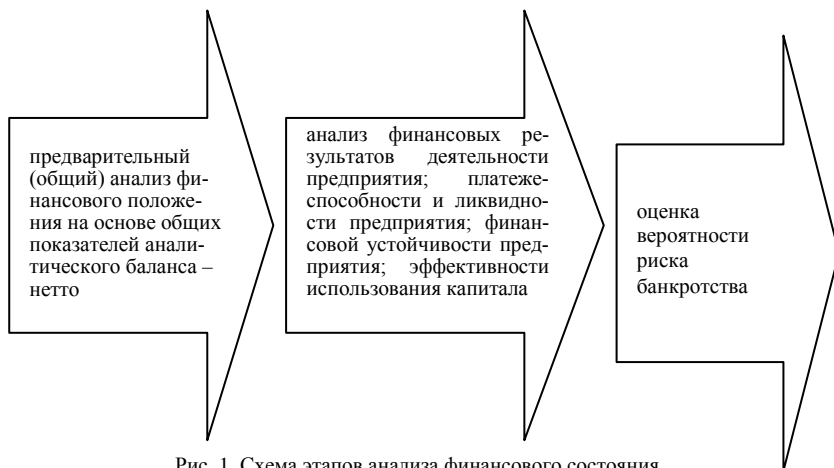 предварительный
(общий) анализ фи-
нансового положе-
ния на основе общих
показателей анали-
тического баланса –
нетто
анализ финансовых ре-
зультатов деятельности
предприятия; платеже-
способности и ликвидно-
сти предприятия; финан-
совой устойчивости пред-
приятия; эффективности
использования капитала
оценка
вероятности
риска
банкротства
Рис. 1. Схема этапов анализа финансового состояния